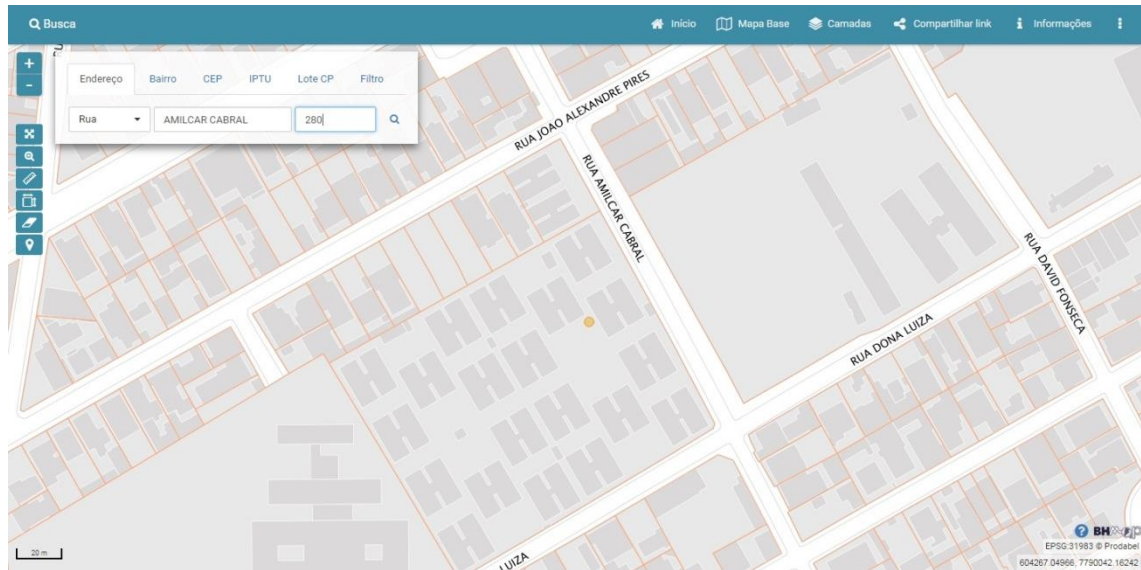 Busca
Início
Mapa Base
Camadas
Compartilhar link
Informações
+
−
Endereço
Bairro
CEP
IPTU
Lote CP
Filtro
Rua
AMILCAR CABRAL
280
RUA JOAO ALEXANDRE PIRES
RUA AMILCAR CABRAL
RUA DAVID FONSECA
RUA DONA LUIZA
LUIZA
20 m
BHmap
EPSG:31983 © Prodabel
604267.04966, 7790042.16242